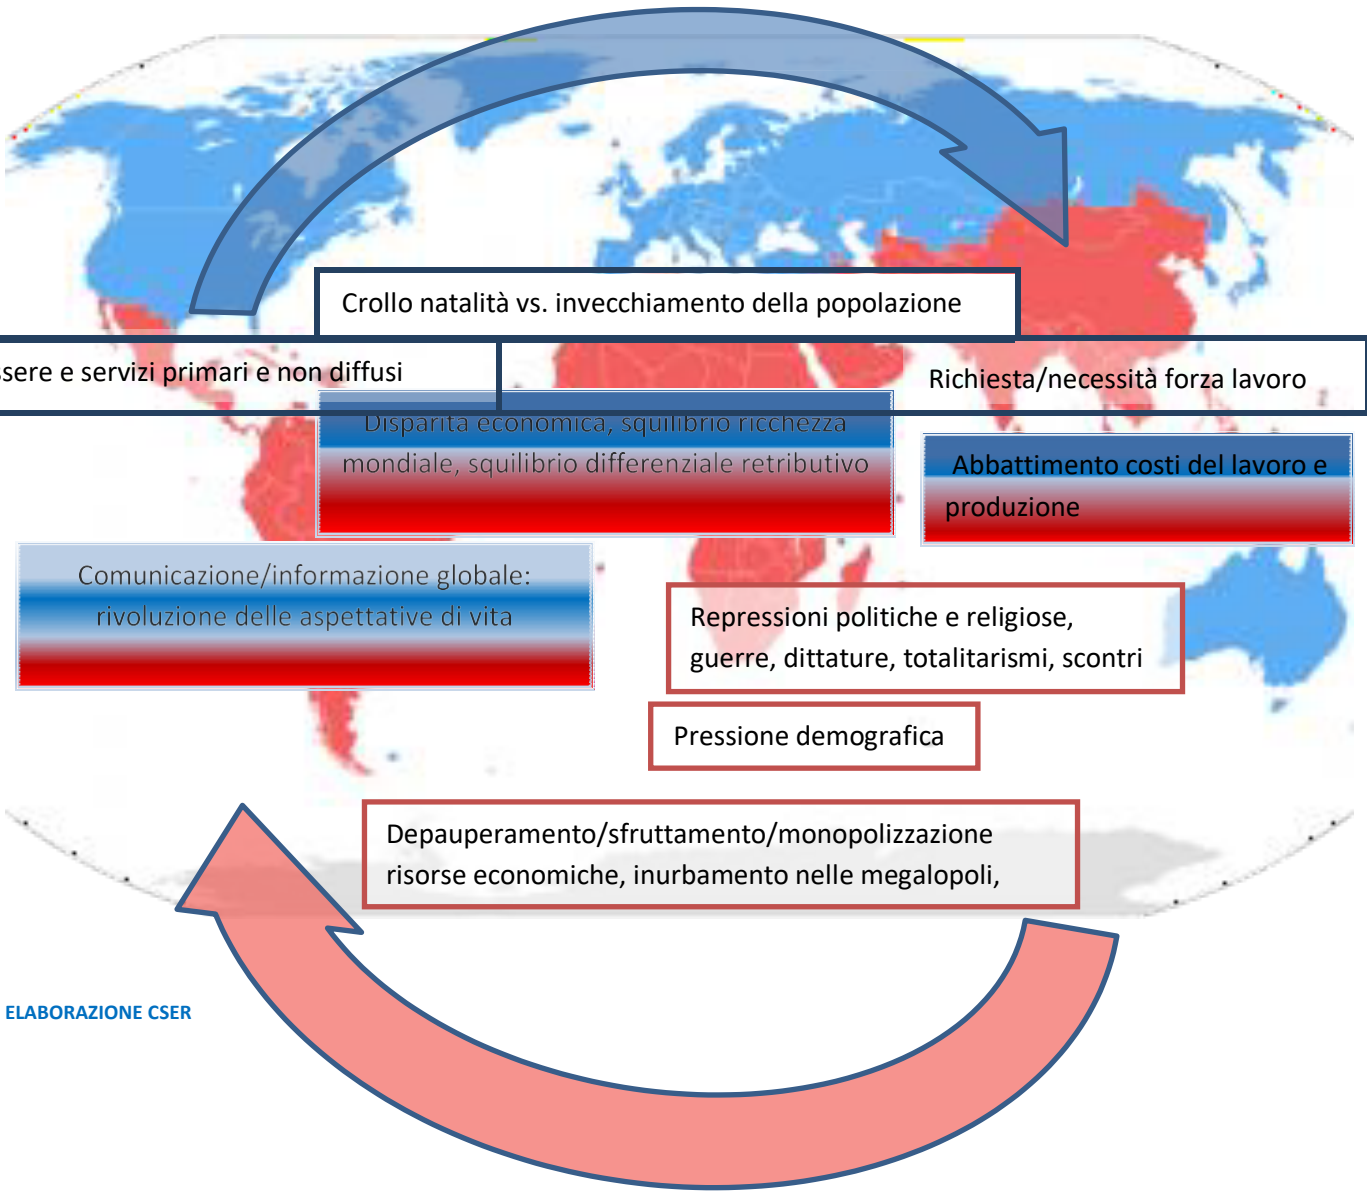 Crollo natalità vs. invecchiamento della popolazione
ssere e servizi primari e non diffusi
Richiesta/necessità forza lavoro
Disparità economica, squilibrio ricchezza
mondiale, squilibrio differenziale retributivo
Abbattimento costi del lavoro e
produzione
Comunicazione/informazione globale:
rivoluzione delle aspettative di vita
Repressioni politiche e religiose,
guerre, dittature, totalitarismi, scontri
Pressione demografica
Depauperamento/sfruttamento/monopolizzazione
risorse economiche, inurbamento nelle megalopoli,
ELABORAZIONE CSER